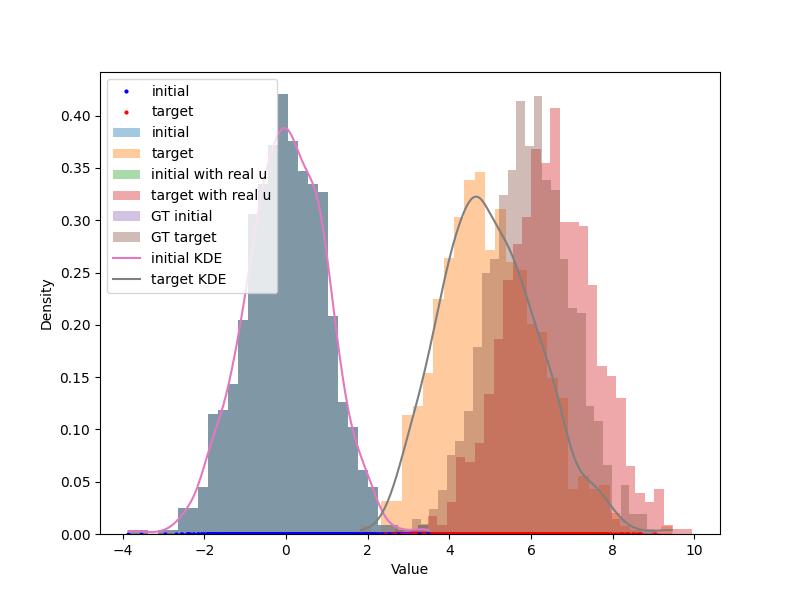 initial
target
initial
target
initial with real u
target with real u
GT initial
GT target
initial KDE
target KDE
0.40
0.35
0.30
0.25
0.20
0.15
0.10
0.05
0.00
Density
−4
−2
0
2
4
6
8
10
Value